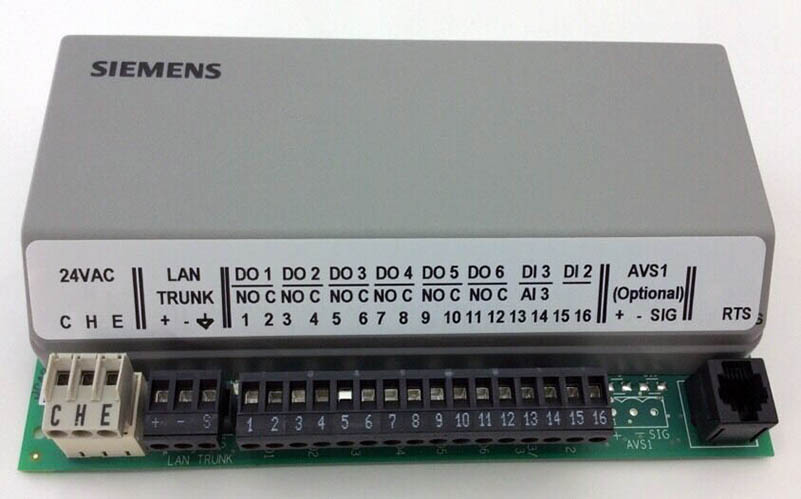 SIEMENS
24VAC LAN DO 1 DO 2 DO 3 DO 4 DO 5 DO 6 DI 3 DI 2 AVS1
TRUNK NO C NO C NO C NO C NO C NO C AI 3 (Optional)
C H E + - 1 2 3 4 5 6 7 8 9 10 11 12 13 14 15 16 + - SIG RTS
C H E + - S 1 2 3 4 5 6 7 8 9 10 11 12 13 14 15 16 + - SIG
LAN TRUNK AVS1